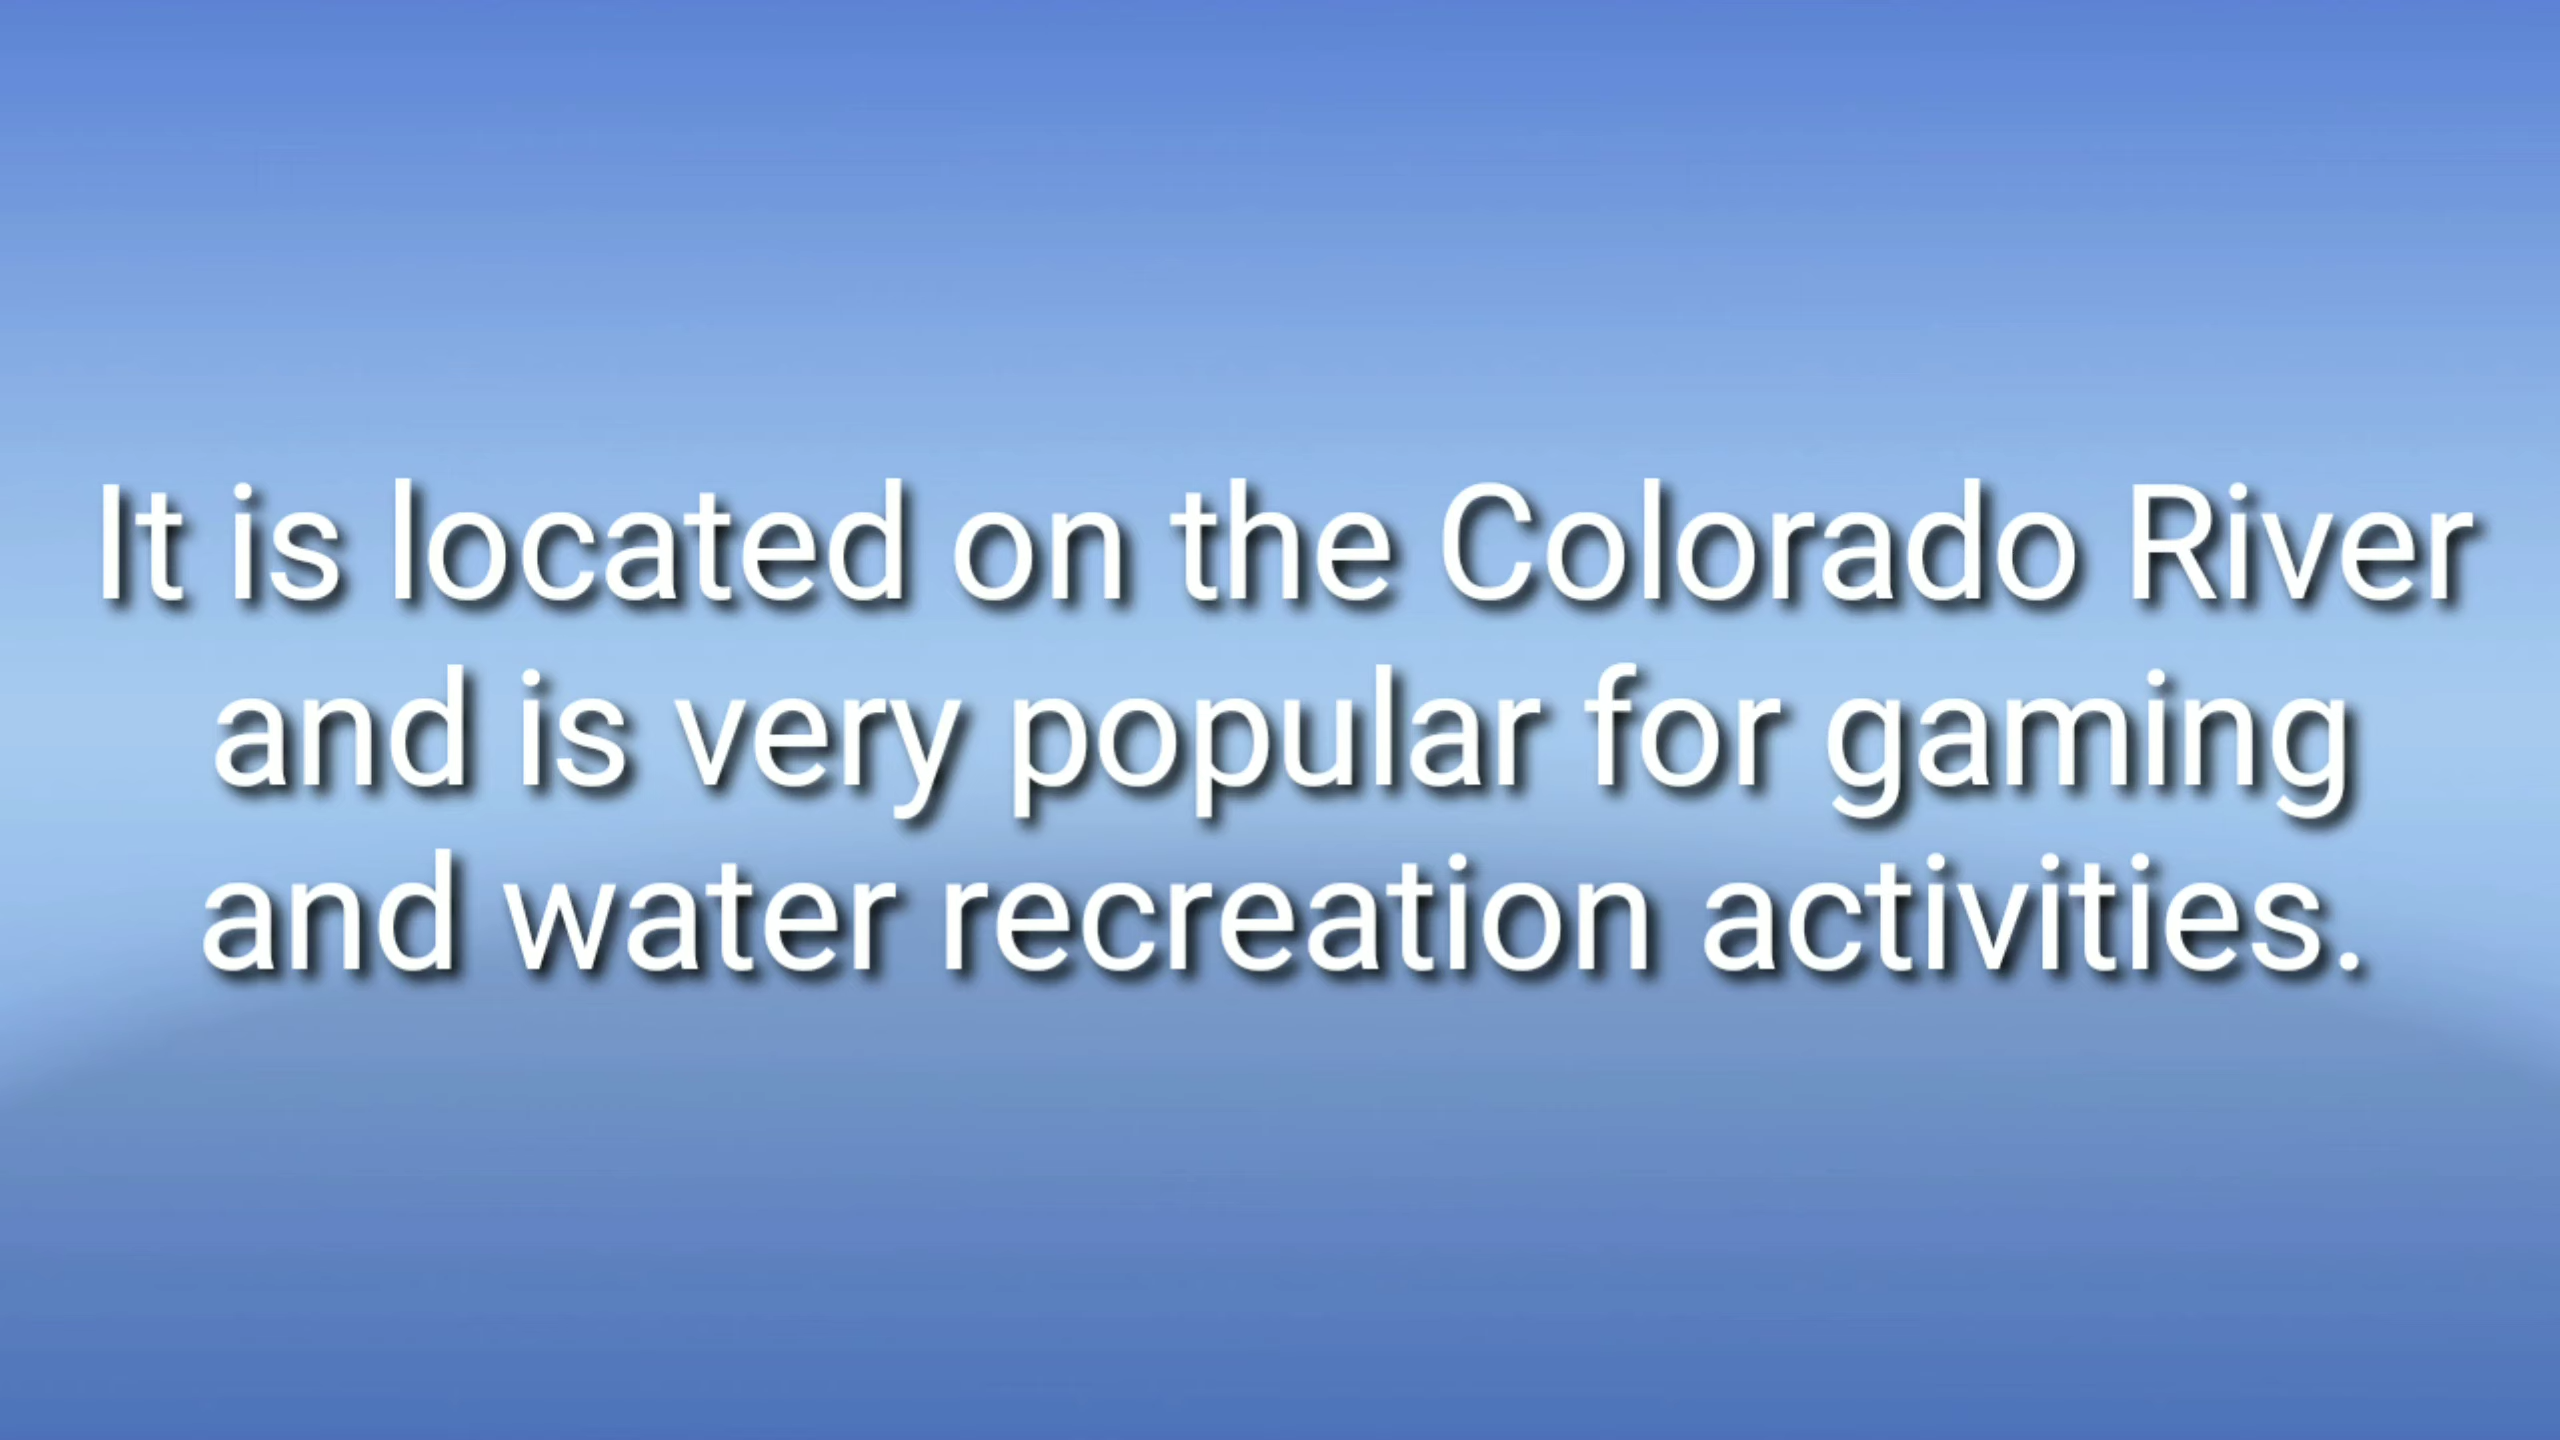 It is located on the Colorado River
and is very popular for gaming
and water recreation activities.